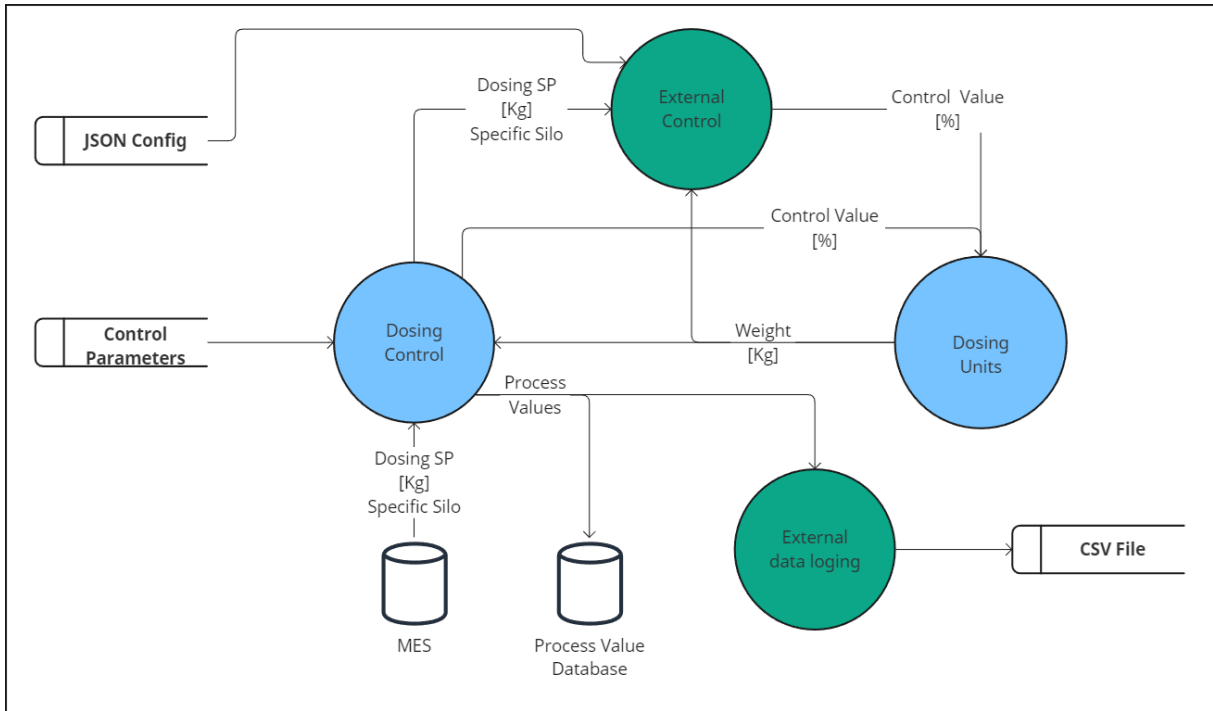 Dosing SP
[Kg]
Specific Silo
External
Control
Control  Value
[%]
JSON Config
Control Value
[%]
Control
Parameters
Dosing
Control
Weight
[Kg]
Dosing
Units
Process
Values
Dosing SP
[Kg]
Specific Silo
External
data loging
CSV File
MES
Process Value
Database